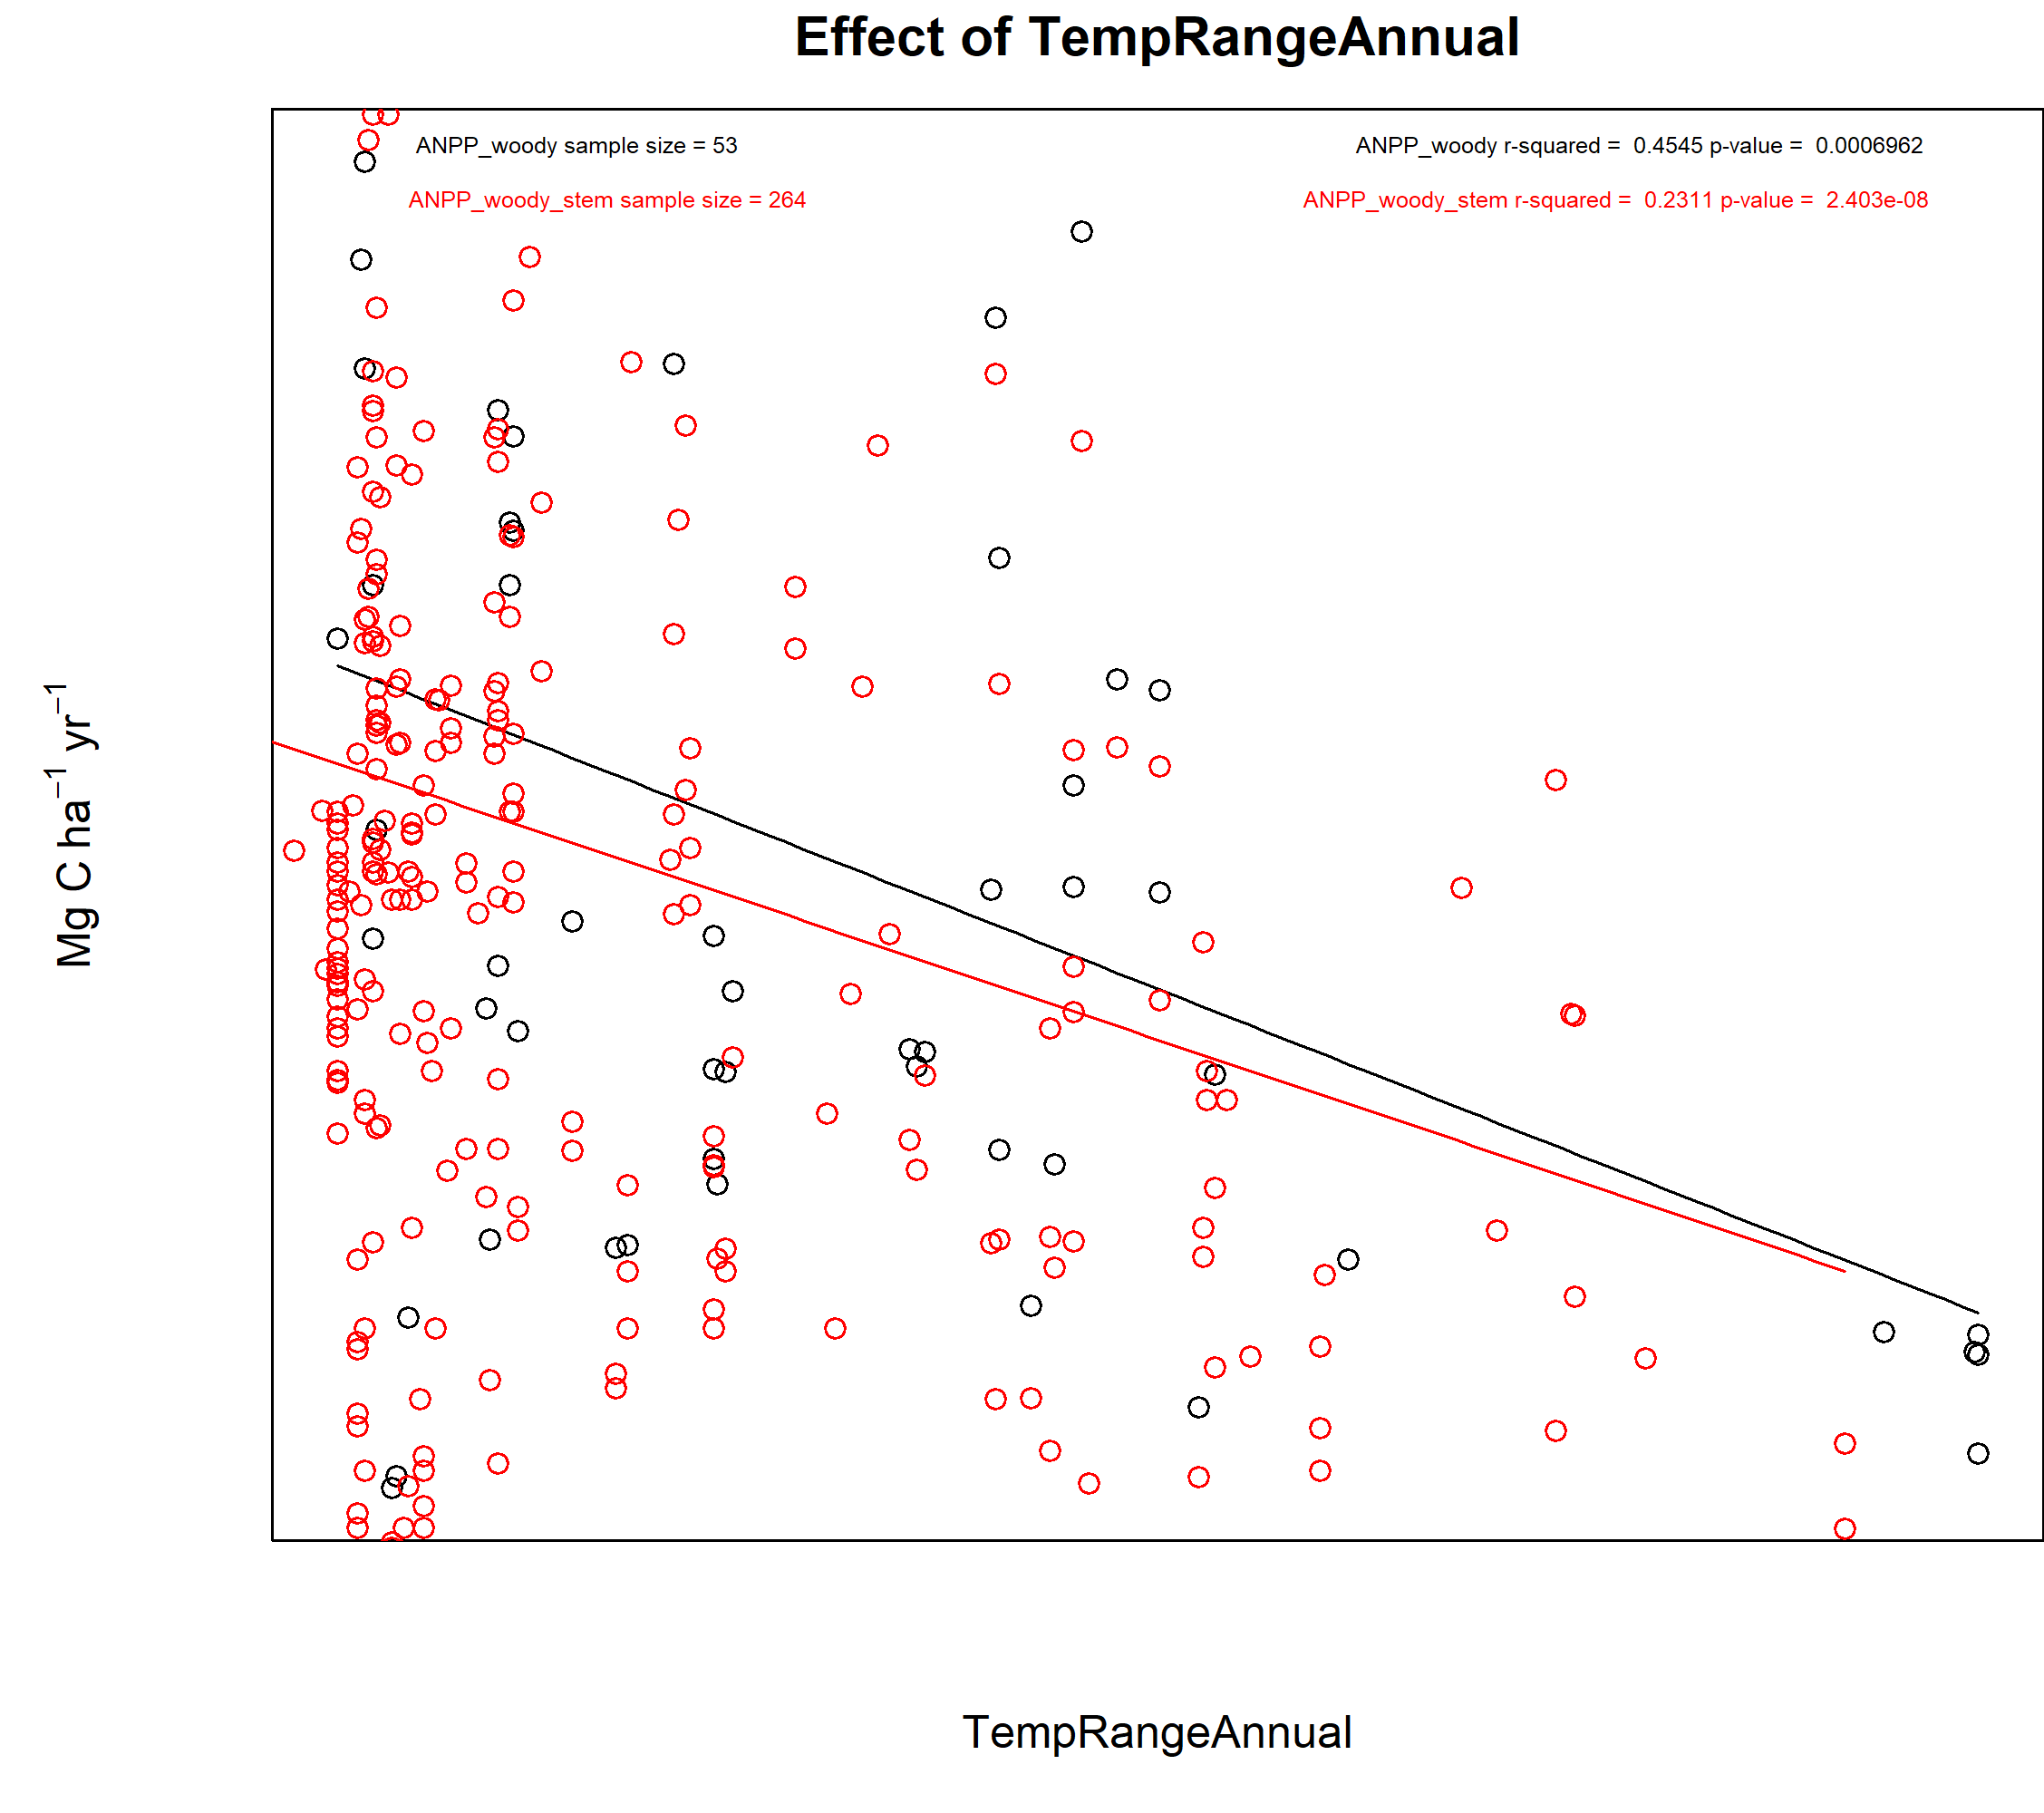 Effect of TempRangeAnnual
ANPP_woody sample size = 53
ANPP_woody r-squared =  0.4545 p-value =  0.0006962
ANPP_woody_stem sample size = 264
ANPP_woody_stem r-squared =  0.2311 p-value =  2.403e-08
Mg C ha⁻¹ yr⁻¹
TempRangeAnnual